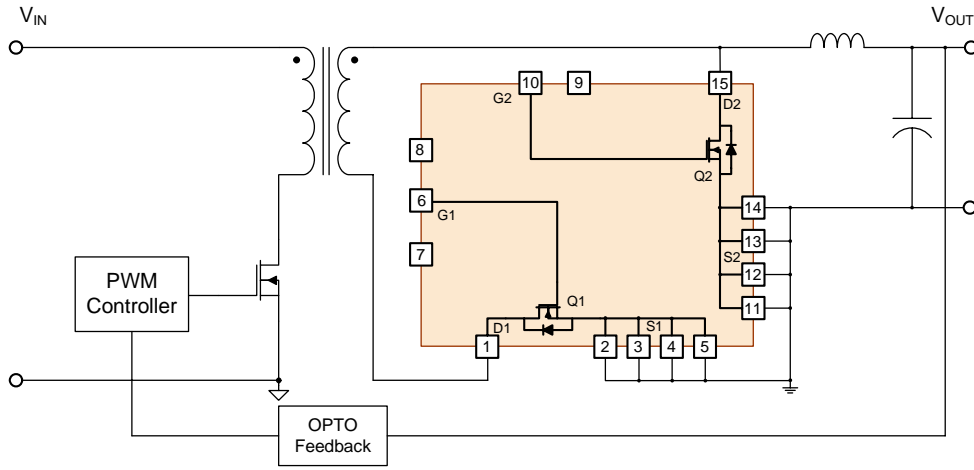 VIN
VOUT
10
9
15
G2
D2
8
Q2
6
G1
14
13
S2
12
7
11
PWM
Controller
Q1
D1
S1
1
2
3
4
5
OPTO
Feedback